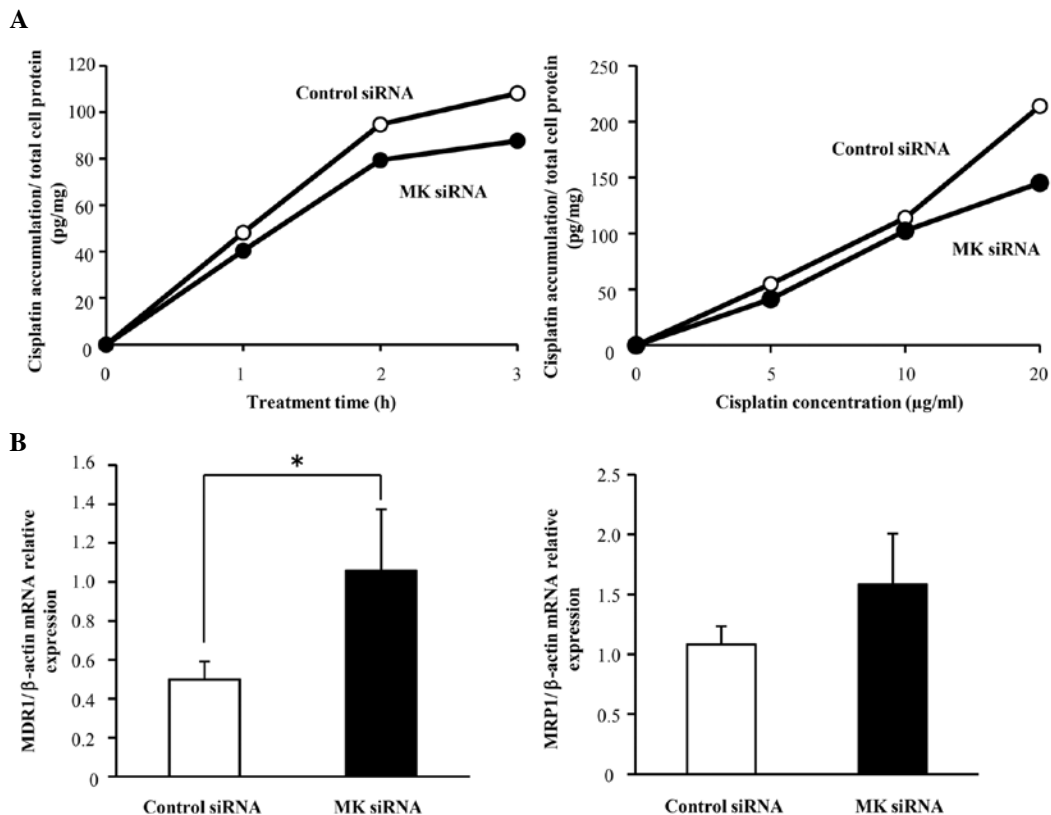 A
Cisplatin accumulation/ total cell protein
(pg/mg)
120
100
80
60
40
20
0
0
1
2
3
Control siRNA
MK siRNA
Treatment time (h)
Cisplatin accumulation/ total cell protein
(pg/mg)
250
200
150
100
50
0
0
5
10
20
Control siRNA
MK siRNA
Cisplatin concentration (µg/ml)
B
MDR1/ β-actin mRNA relative
expression
1.6
1.4
1.2
1.0
0.8
0.6
0.4
0.2
0
*
Control siRNA
MK siRNA
MRP1/ β-actin mRNA relative
expression
2.5
2.0
1.5
1.0
0.5
0
Control siRNA
MK siRNA